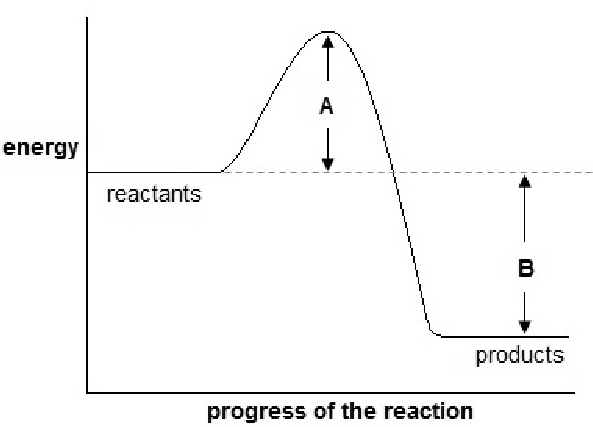 A
energy
reactants
B
products
progress of the reaction